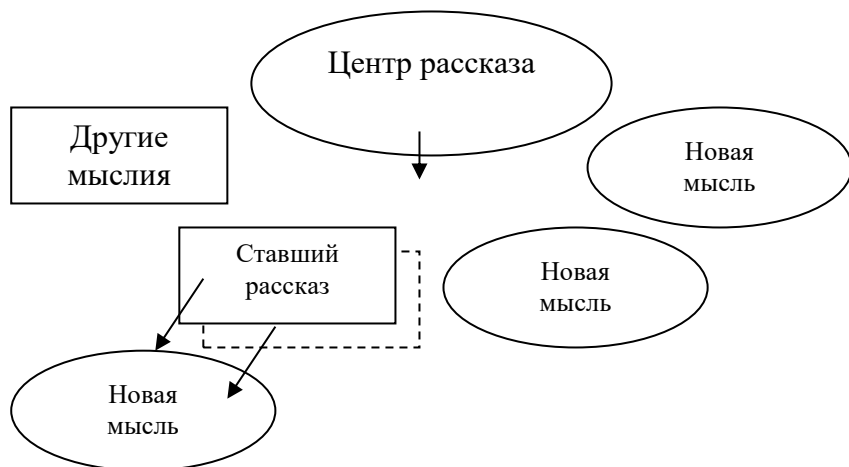 Центр рассказа
Другие
мыслия
Новая
мысль
Ставший
рассказ
Новая
мысль
Новая
мысль